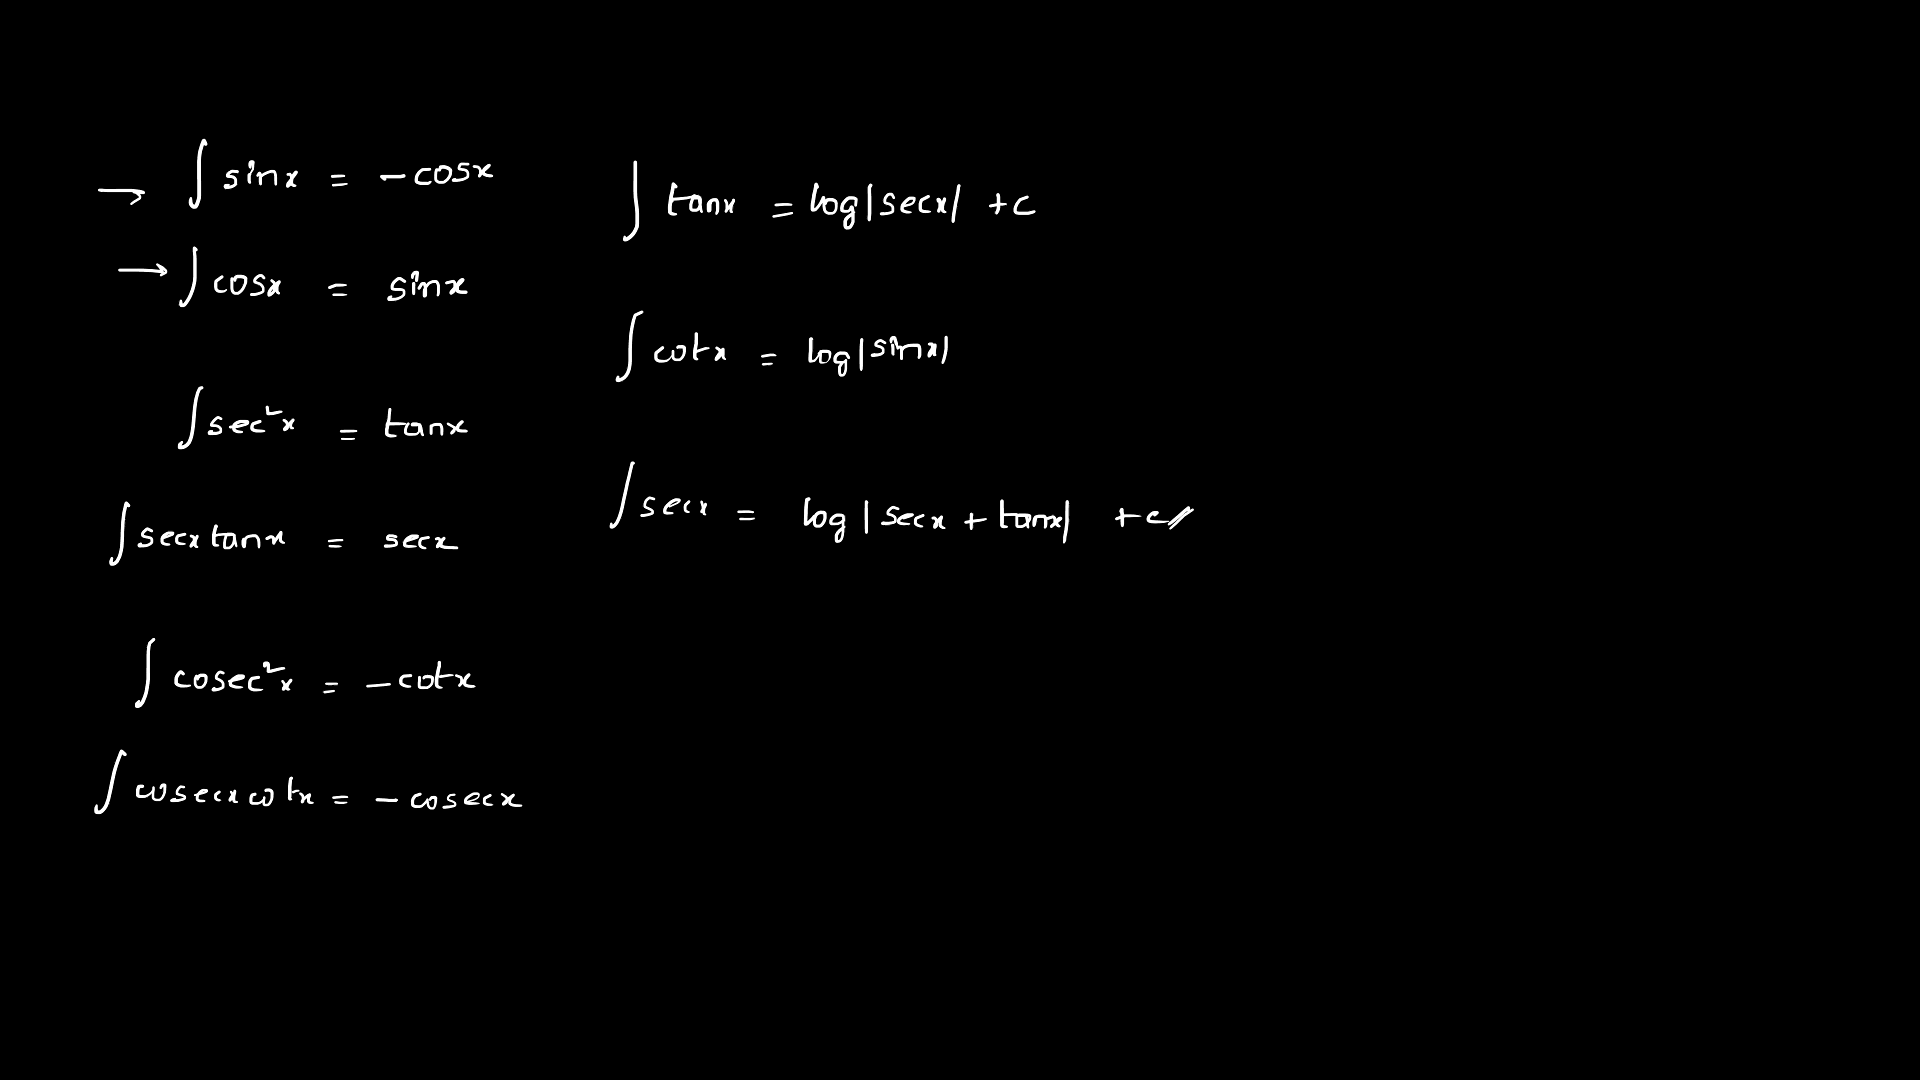 → ∫ sinx = -cosx
→ ∫ cosx = sinx
∫ sec²x = tanx
∫ secx tanx = secx
∫ cosec²x = -cotx
∫ cosecx cotx = -cosecx
∫ tanx = log|secx| +c
∫ cotx = log|sinx|
∫ secx = log|secx + tanx| +c